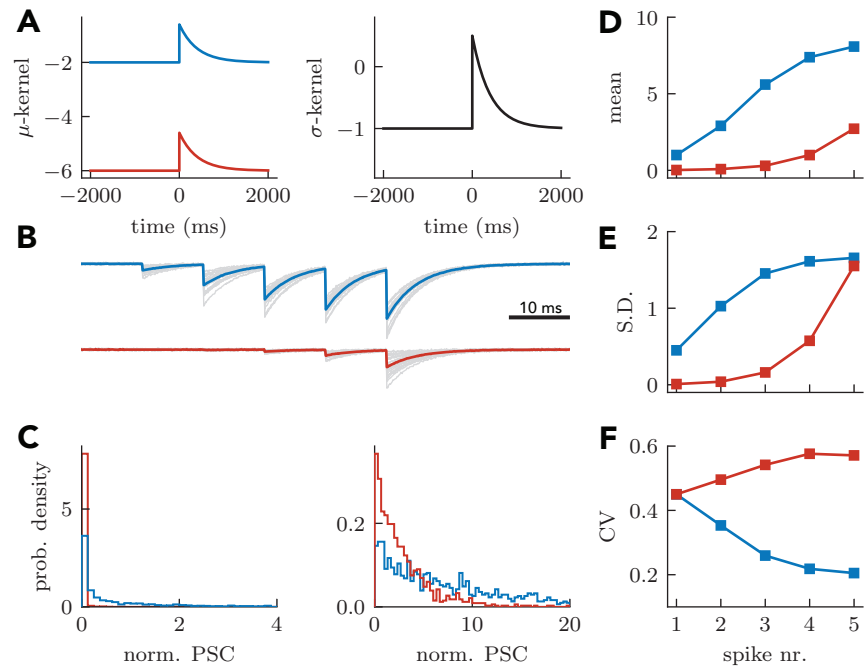 A
μ-kernel
−2
−4
−6
−2000
0
2000
time (ms)
σ-kernel
0
−1
−2000
0
2000
time (ms)
B
10 ms
C
prob. density
5
0
0
2
4
norm. PSC
0.2
0.0
0
10
20
norm. PSC
D
mean
10
5
0
E
S.D.
2
1
0
F
CV
0.6
0.4
0.2
1
2
3
4
5
spike nr.